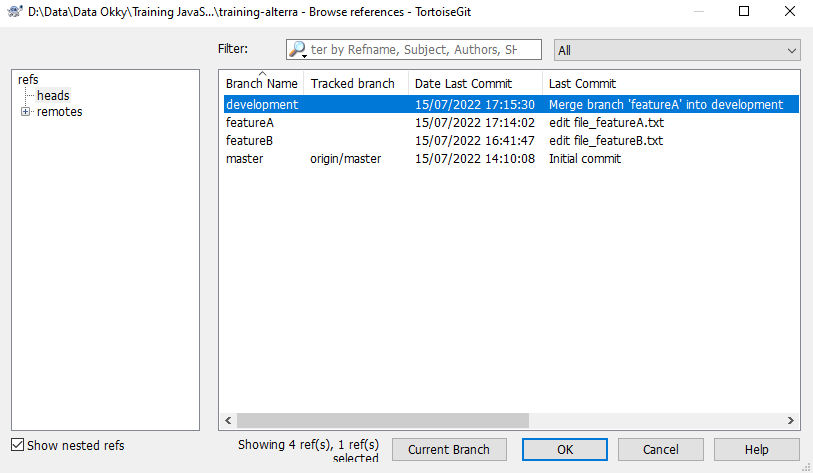 D:\Data\Data Okky\Training JavaS...\training-alterra - Browse references - TortoiseGit
Filter:
ter by Refname, Subject, Authors, SH
All
refs
heads
remotes
Branch Name Tracked branch Date Last Commit Last Commit
development 15/07/2022 17:15:30 Merge branch 'featureA' into development
featureA 15/07/2022 17:14:02 edit file_featureA.txt
featureB 15/07/2022 16:41:47 edit file_featureB.txt
master origin/master 15/07/2022 14:10:08 Initial commit
Show nested refs
Showing 4 ref(s), 1 ref(s)
selected
Current Branch
OK
Cancel
Help